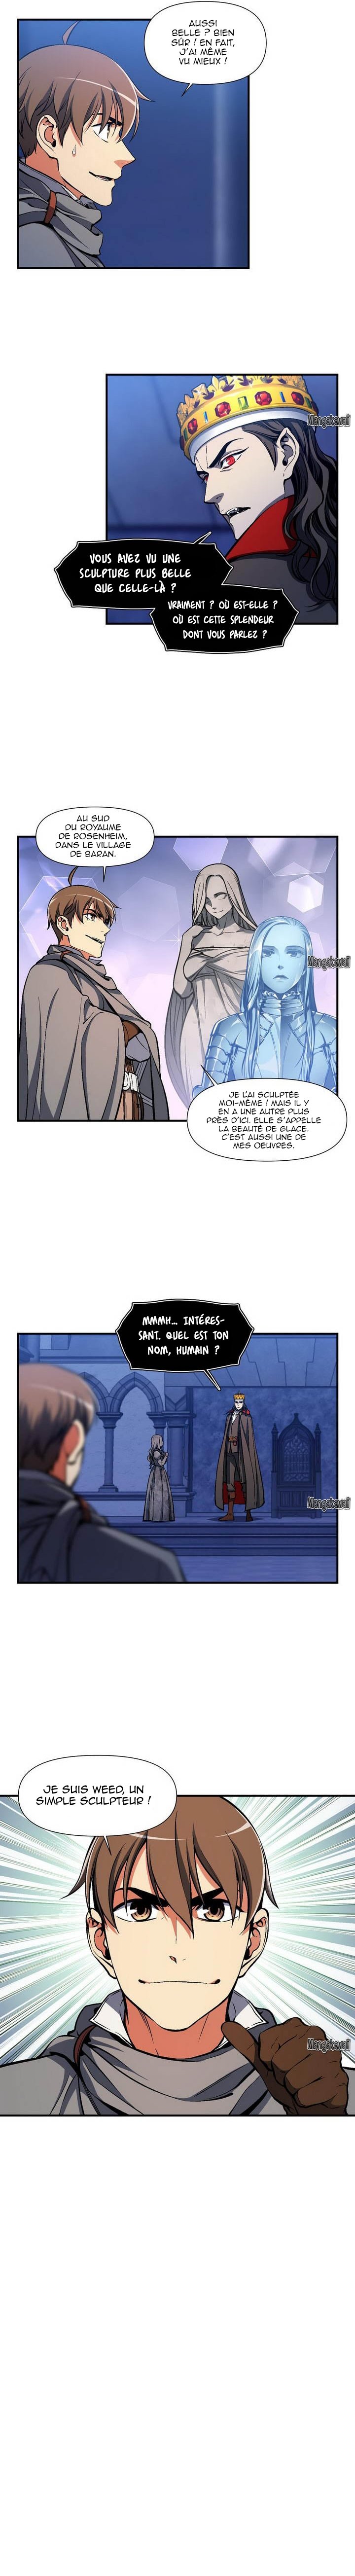 AUSSI
BELLE ? BIEN
SÛR ! EN FAIT,
J'AI MÊME
VU MIEUX !
VOUS AVEZ VU UNE
SCULPTURE PLUS BELLE
QUE CELLE-LÀ ?
VRAIMENT ? OÙ EST-ELLE ?
OÙ EST CETTE SPLENDEUR
DONT VOUS PARLEZ ?
AU SUD
DU ROYAUME
DE ROSENHEIM,
DANS LE VILLAGE
DE BARAN.
JE L'AI SCULPTÉE
MOI-MÊME ! MAIS IL Y
EN A UNE AUTRE PLUS
PRÈS D'ICI. ELLE S'APPELLE
LA BEAUTÉ DE GLACE.
C'EST AUSSI UNE DE
MES OEUVRES.
MMMH... INTÉRES-
SANT. QUEL EST TON
NOM, HUMAIN ?
JE SUIS WEED, UN
SIMPLE SCULPTEUR !